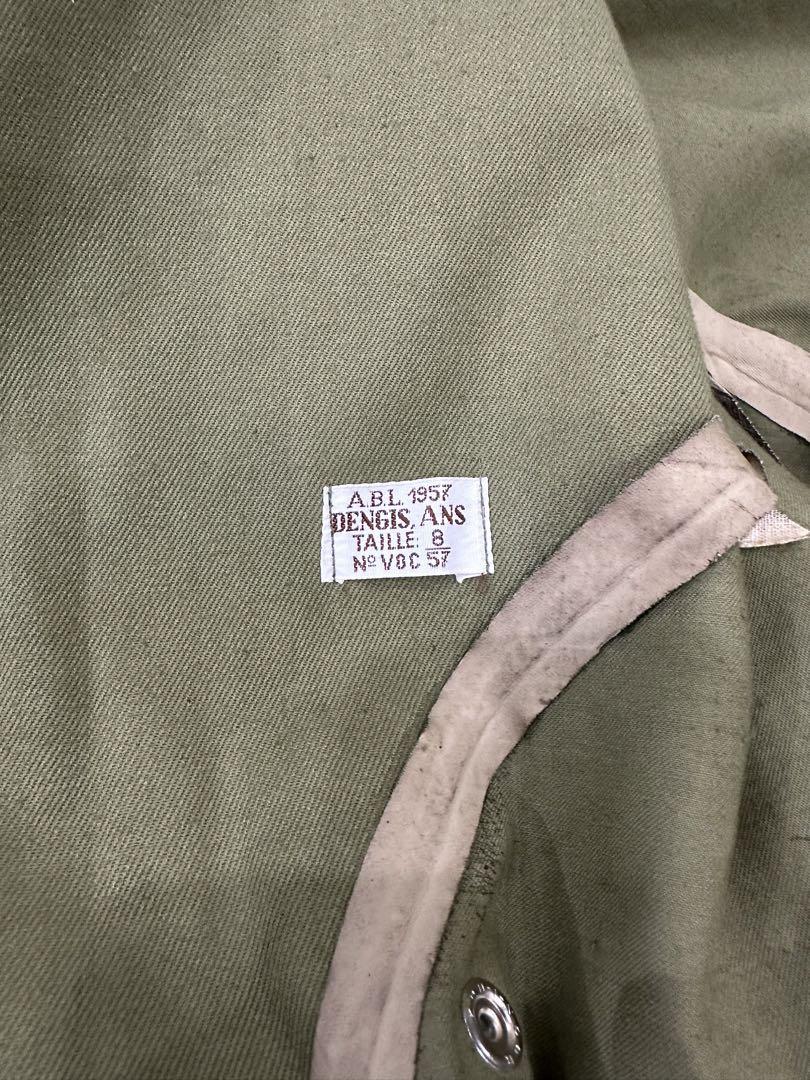 A.B.L. 1957
DENGIS, ANS
TAILLE: 8
Nº V8C 57